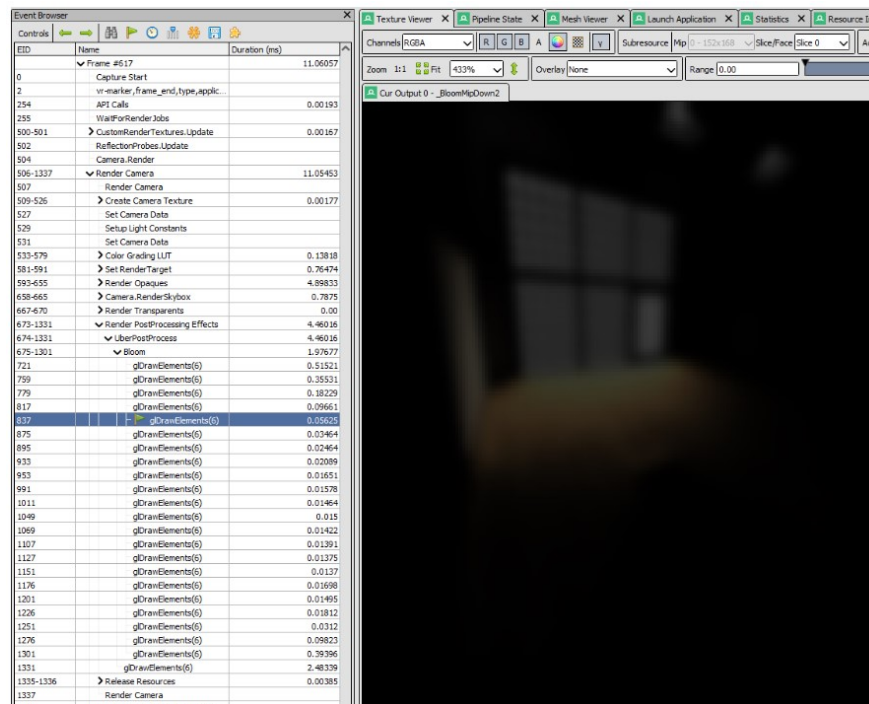 Event Browser
Controls
EID Name Duration (ms)
Frame #617 11.06057
0 Capture Start
2 vr-marker,frame_end,type,applic...
254 API Calls 0.00193
255 WaitForRenderJobs
500-501 CustomRenderTextures.Update 0.00167
502 ReflectionProbes.Update
504 Camera.Render
506-1337 Render Camera 11.05453
507 Render Camera
509-526 Create Camera Texture 0.00177
527 Set Camera Data
529 Setup Light Constants
531 Set Camera Data
533-579 Color Grading LUT 0.13818
581-591 Set RenderTarget 0.76474
593-655 Render Opaques 4.89833
658-665 Camera.RenderSkybox 0.7875
667-670 Render Transparents 0.00
673-1331 Render PostProcessing Effects 4.46016
674-1331 UberPostProcess 4.46016
675-1301 Bloom 1.97677
721 glDrawElements(6) 0.51521
759 glDrawElements(6) 0.35531
779 glDrawElements(6) 0.18229
817 glDrawElements(6) 0.09661
837 glDrawElements(6) 0.05625
875 glDrawElements(6) 0.03464
895 glDrawElements(6) 0.02464
933 glDrawElements(6) 0.02089
953 glDrawElements(6) 0.01651
991 glDrawElements(6) 0.01578
1011 glDrawElements(6) 0.01464
1049 glDrawElements(6) 0.015
1069 glDrawElements(6) 0.01422
1107 glDrawElements(6) 0.01391
1127 glDrawElements(6) 0.01375
1151 glDrawElements(6) 0.0137
1176 glDrawElements(6) 0.01698
1201 glDrawElements(6) 0.01495
1226 glDrawElements(6) 0.01812
1251 glDrawElements(6) 0.0312
1276 glDrawElements(6) 0.09823
1301 glDrawElements(6) 0.39396
1331 glDrawElements(6) 2.48339
1335-1336 Release Resources 0.00385
1337 Render Camera
Texture Viewer X Pipeline State X Mesh Viewer X Launch Application X Statistics X Resource I
Channels RGBA R G B A γ Subresource Mip 0 - 152x168 Slice/Face Slice 0
Zoom 1:1 Fit 433% Overlay None Range 0.00
Cur Output 0 - _BloomMipDown2